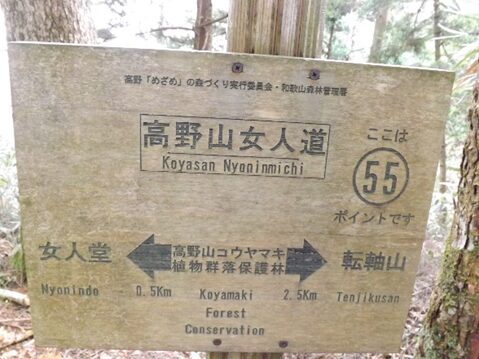 高野「めざめ」の森づくり実行委員会・和歌山森林管理署
高野山女人道
Koyasan Nyoninmichi
ここは
55
ポイントです
女人堂
高野山コウヤマキ
植物群落保護林
転軸山
Nyonindo 0.5Km Koyamaki 2.5Km Tenjikusan
Forest
Conservation